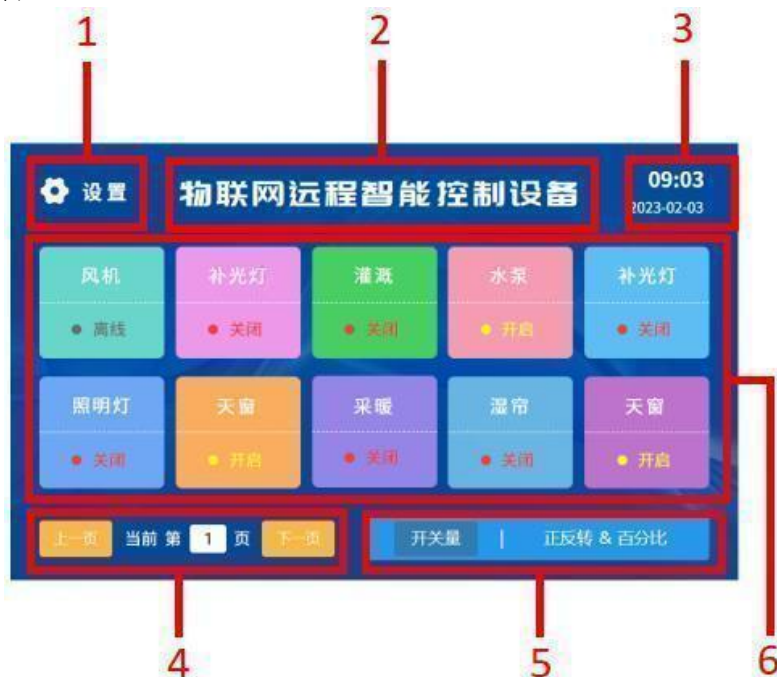 1 2 3
设置
物联网远程智能控制设备
09:03
2023-02-03
风机 补光灯 灌溉 水泵 补光灯
离线 关闭 关闭 开启 关闭
照明灯 天窗 采暖 湿帘 天窗
关闭 开启 关闭 关闭 开启
6
上一页 当前 第 1 页 下一页
开关量 | 正反转 & 百分比
4 5